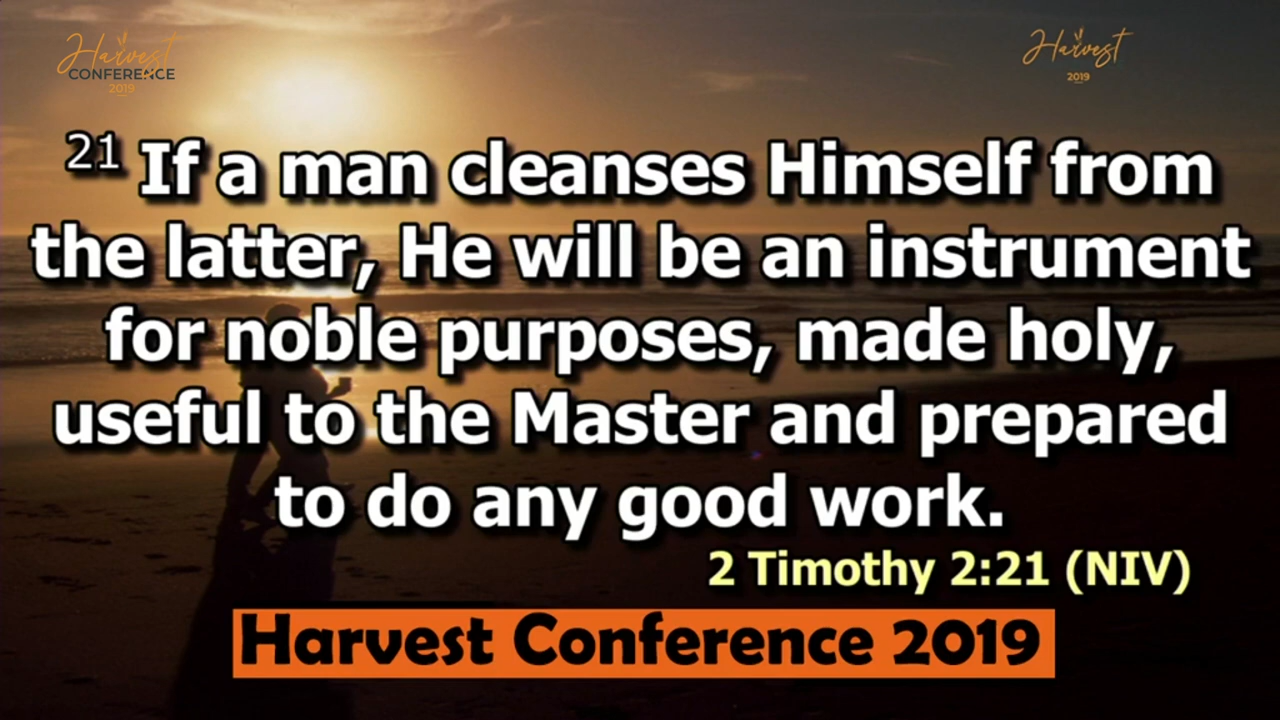 Harvest
CONFERENCE
2019
Harvest
2019
21 If a man cleanses Himself from
the latter, He will be an instrument
for noble purposes, made holy,
useful to the Master and prepared
to do any good work.
2 Timothy 2:21 (NIV)
Harvest Conference 2019